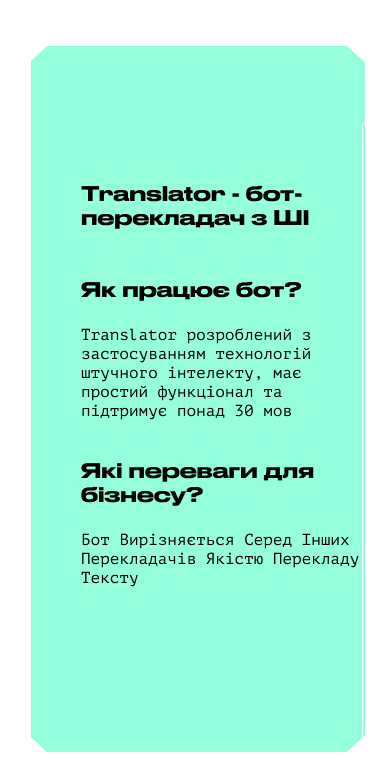 Translator - бот-
перекладач з ШІ
Як працює бот?
Translator розроблений з
застосуванням технологій
штучного інтелекту, має
простий функціонал та
підтримує понад 30 мов
Які переваги для
бізнесу?
Бот Вирізняється Серед Інших
Перекладачів Якістю Перекладу
Тексту